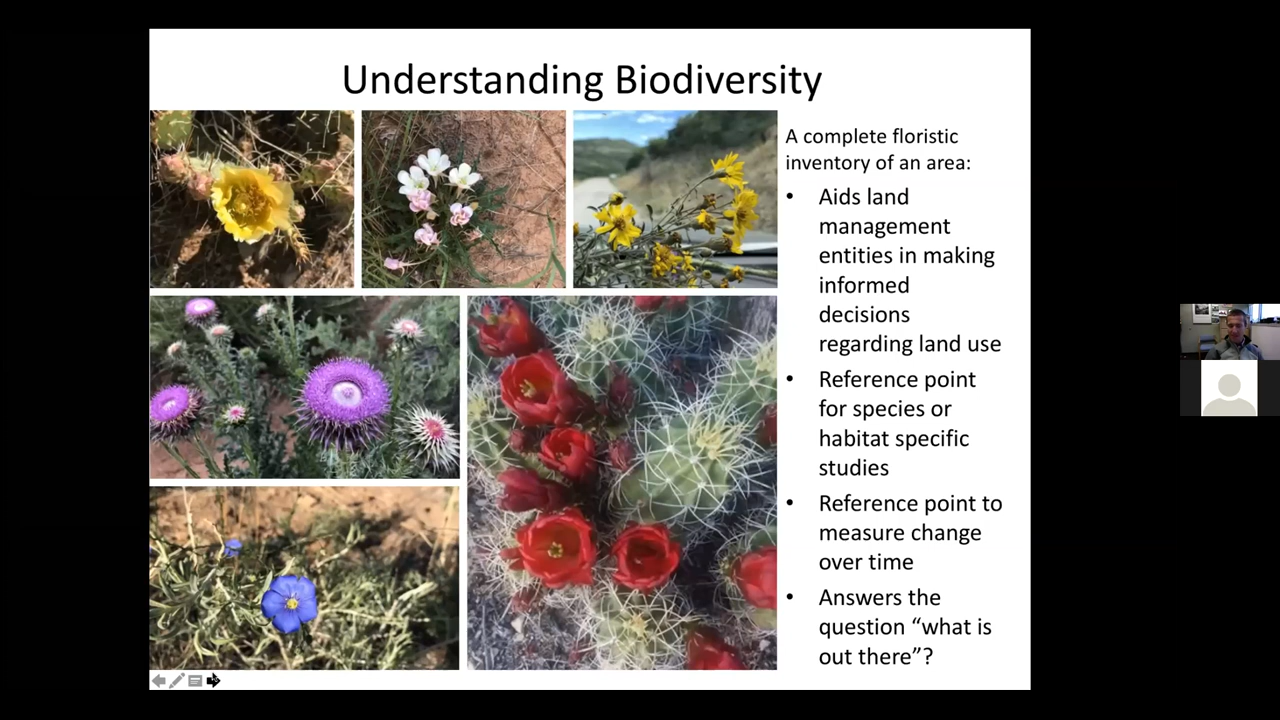 Understanding Biodiversity
A complete floristic
inventory of an area:
• Aids land
management
entities in making
informed
decisions
regarding land use
• Reference point
for species or
habitat specific
studies
• Reference point to
measure change
over time
• Answers the
question “what is
out there”?